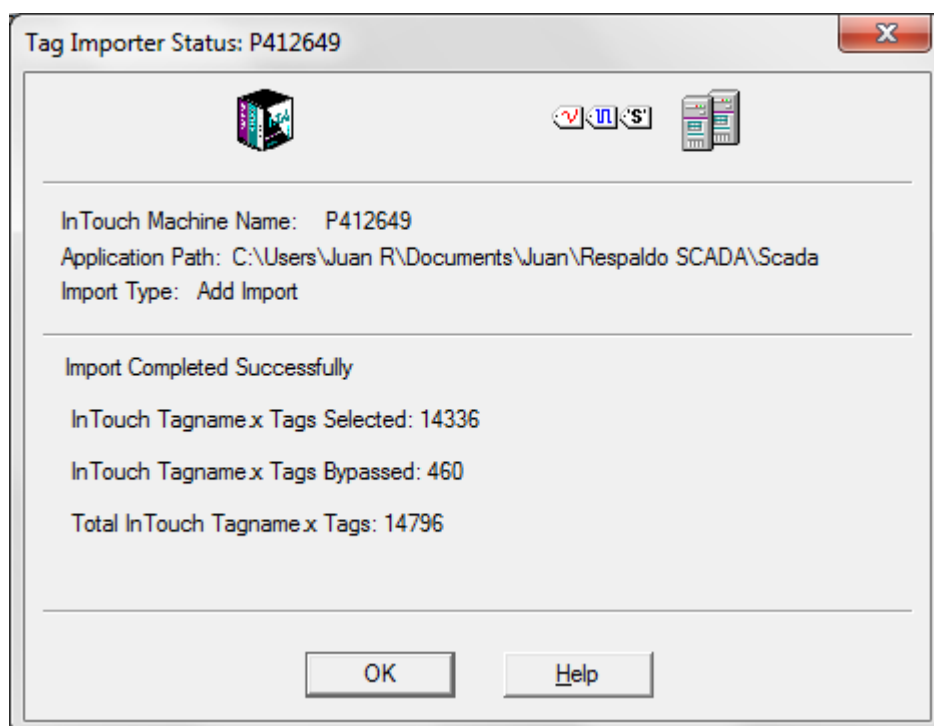 Tag Importer Status: P412649
InTouch Machine Name: P412649
Application Path: C:\Users\Juan R\Documents\Juan\Respaldo SCADA\Scada
Import Type: Add Import
Import Completed Successfully
InTouch Tagname.x Tags Selected: 14336
InTouch Tagname.x Tags Bypassed: 460
Total InTouch Tagname.x Tags: 14796
OK
Help